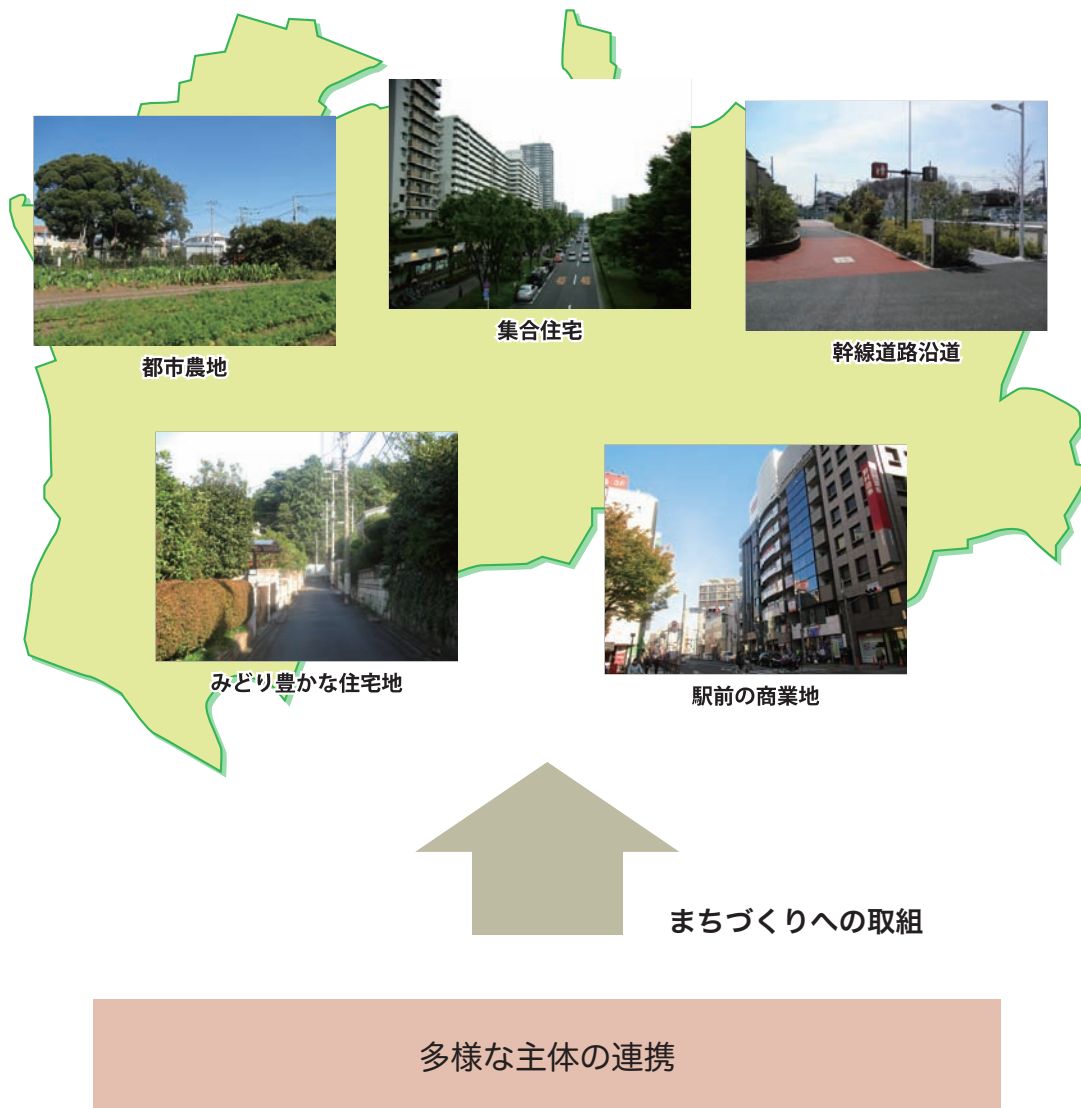 集合住宅
幹線道路沿道
都市農地
みどり豊かな住宅地
駅前の商業地
まちづくりへの取組
多様な主体の連携